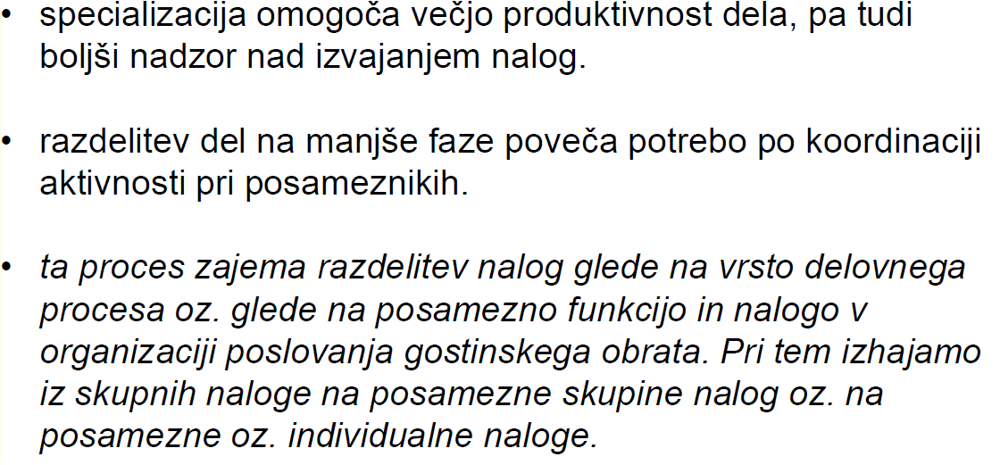 • specializacija omogoča večjo produktivnost dela, pa tudi
boljši nadzor nad izvajanjem nalog.
• razdelitev del na manjše faze poveča potrebo po koordinaciji
aktivnosti pri posameznikih.
• ta proces zajema razdelitev nalog glede na vrsto delovnega
procesa oz. glede na posamezno funkcijo in nalogo v
organizaciji poslovanja gostinskega obrata. Pri tem izhajamo
iz skupnih naloge na posamezne skupine nalog oz. na
posamezne oz. individualne naloge.